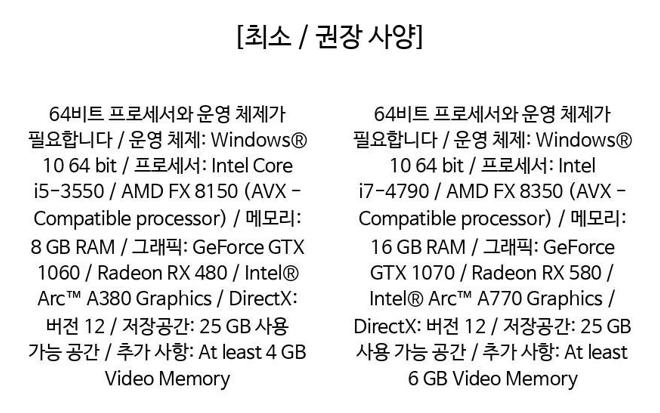 [최소 / 권장 사양]
64비트 프로세서와 운영 체제가
필요합니다 / 운영 체제: Windows®
10 64 bit / 프로세서: Intel Core
i5-3550 / AMD FX 8150 (AVX -
Compatible processor) / 메모리:
8 GB RAM / 그래픽: GeForce GTX
1060 / Radeon RX 480 / Intel®
Arc™ A380 Graphics / DirectX:
버전 12 / 저장공간: 25 GB 사용
가능 공간 / 추가 사항: At least 4 GB
Video Memory
64비트 프로세서와 운영 체제가
필요합니다 / 운영 체제: Windows®
10 64 bit / 프로세서: Intel
i7-4790 / AMD FX 8350 (AVX -
Compatible processor) / 메모리:
16 GB RAM / 그래픽: GeForce
GTX 1070 / Radeon RX 580 /
Intel® Arc™ A770 Graphics /
DirectX: 버전 12 / 저장공간: 25 GB
사용 가능 공간 / 추가 사항: At least
6 GB Video Memory